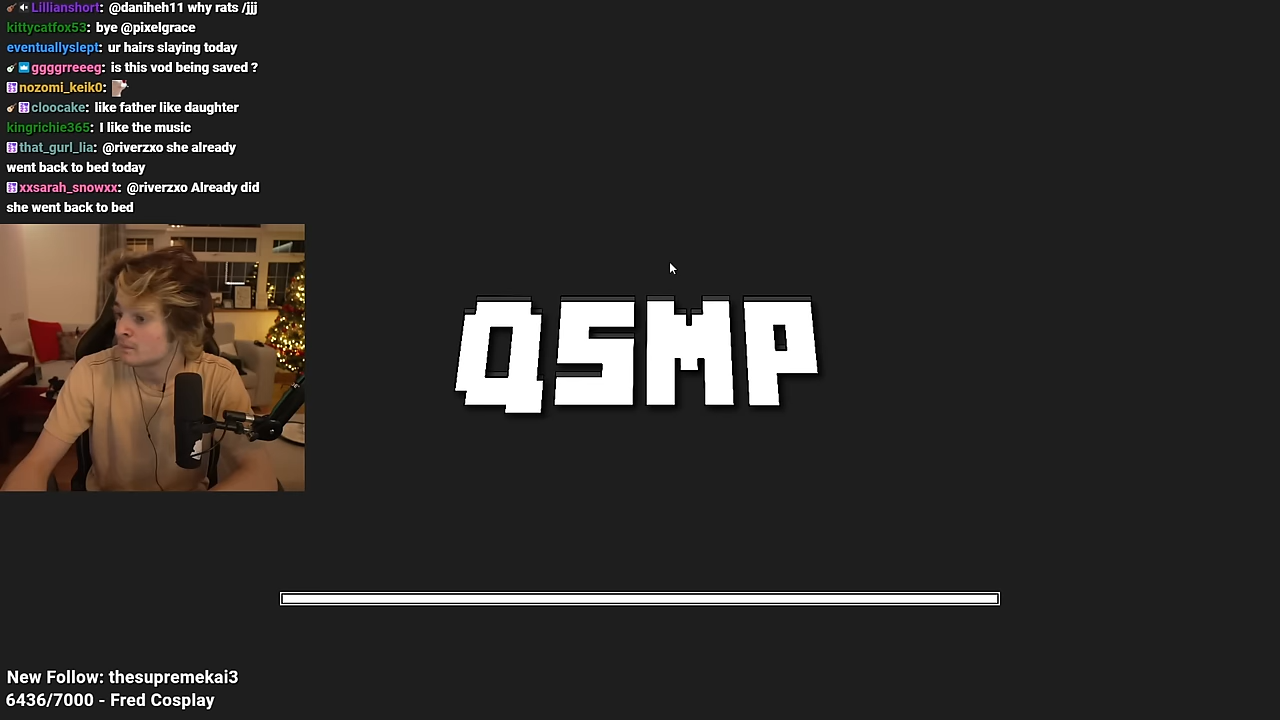 Lillianshort: @daniheh11 why rats /jjj
kittycatfox53: bye @pixelgrace
eventuallyslept: ur hairs slaying today
ggggrreeeg: is this vod being saved ?
nozomi_keik0:
cloocake: like father like daughter
kingrichie365: I like the music
that_gurl_lia: @riverzxo she already
went back to bed today
xxsarah_snowxx: @riverzxo Already did
she went back to bed
QSMP
New Follow: thesupremekai3
6436/7000 - Fred Cosplay